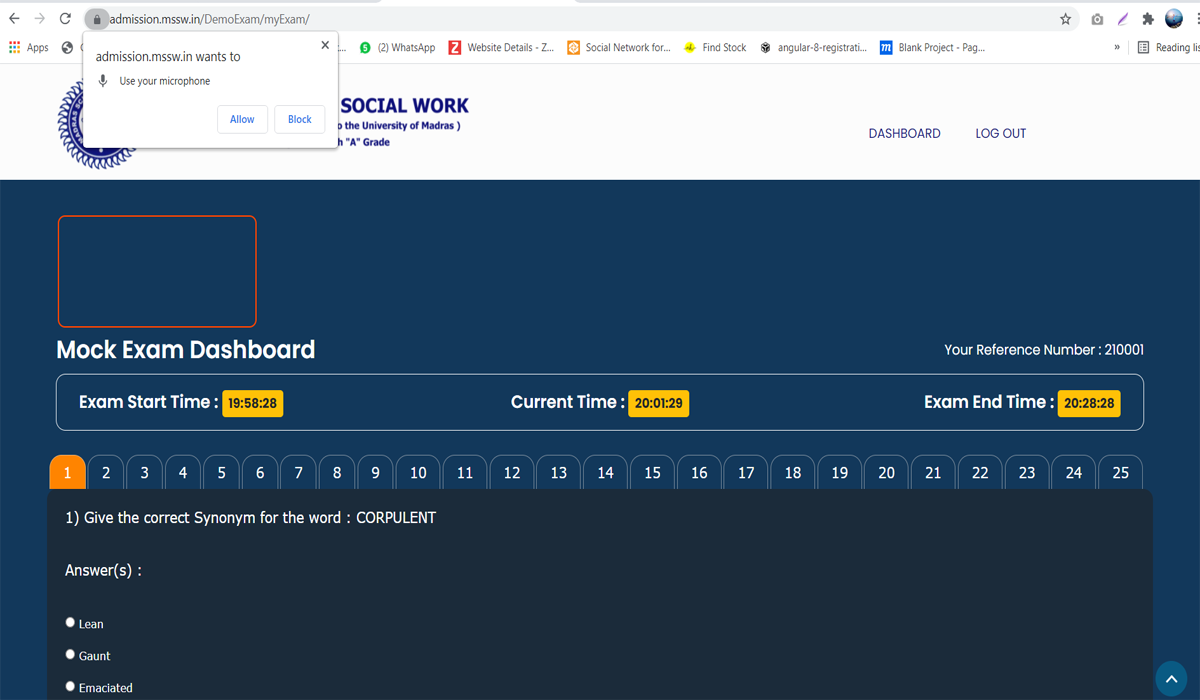 admission.mssw.in/DemoExam/myExam/
Apps
(2) WhatsApp
Website Details - Z...
Social Network for...
Find Stock
angular-8-registrati...
Blank Project - Pag...
»
Reading lis
admission.mssw.in wants to
Use your microphone
Allow
Block
SOCIAL WORK
o the University of Madras )
h "A" Grade
DASHBOARD
LOG OUT
Mock Exam Dashboard
Your Reference Number : 210001
Exam Start Time : 19:58:28
Current Time : 20:01:29
Exam End Time : 20:28:28
1 2 3 4 5 6 7 8 9 10 11 12 13 14 15 16 17 18 19 20 21 22 23 24 25
1) Give the correct Synonym for the word : CORPULENT
Answer(s) :
Lean
Gaunt
Emaciated